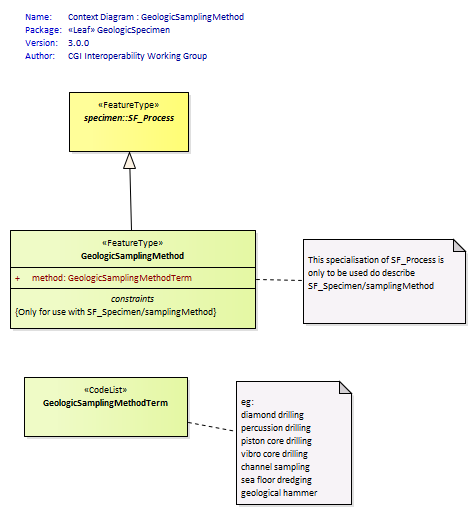 Name: Context Diagram : GeologicSamplingMethod
Package: «Leaf» GeologicSpecimen
Version: 3.0.0
Author: CGI Interoperability Working Group
«FeatureType»
specimen::SF_Process
«FeatureType»
GeologicSamplingMethod
+ method: GeologicSamplingMethodTerm
constraints
{Only for use with SF_Specimen/samplingMethod}
This specialisation of SF_Process is
only to be used do describe
SF_Specimen/samplingMethod
«CodeList»
GeologicSamplingMethodTerm
eg:
diamond drilling
percussion drilling
piston core drilling
vibro core drilling
channel sampling
sea floor dredging
geological hammer